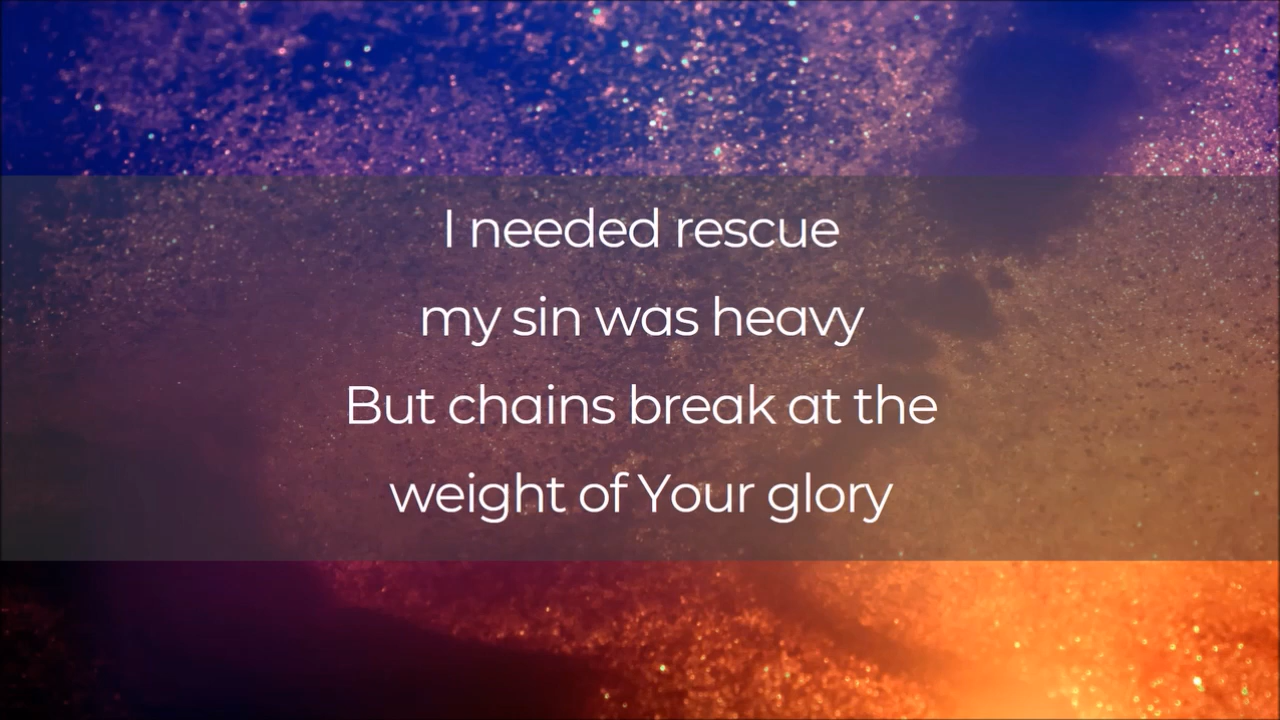 I needed rescue
my sin was heavy
But chains break at the
weight of Your glory